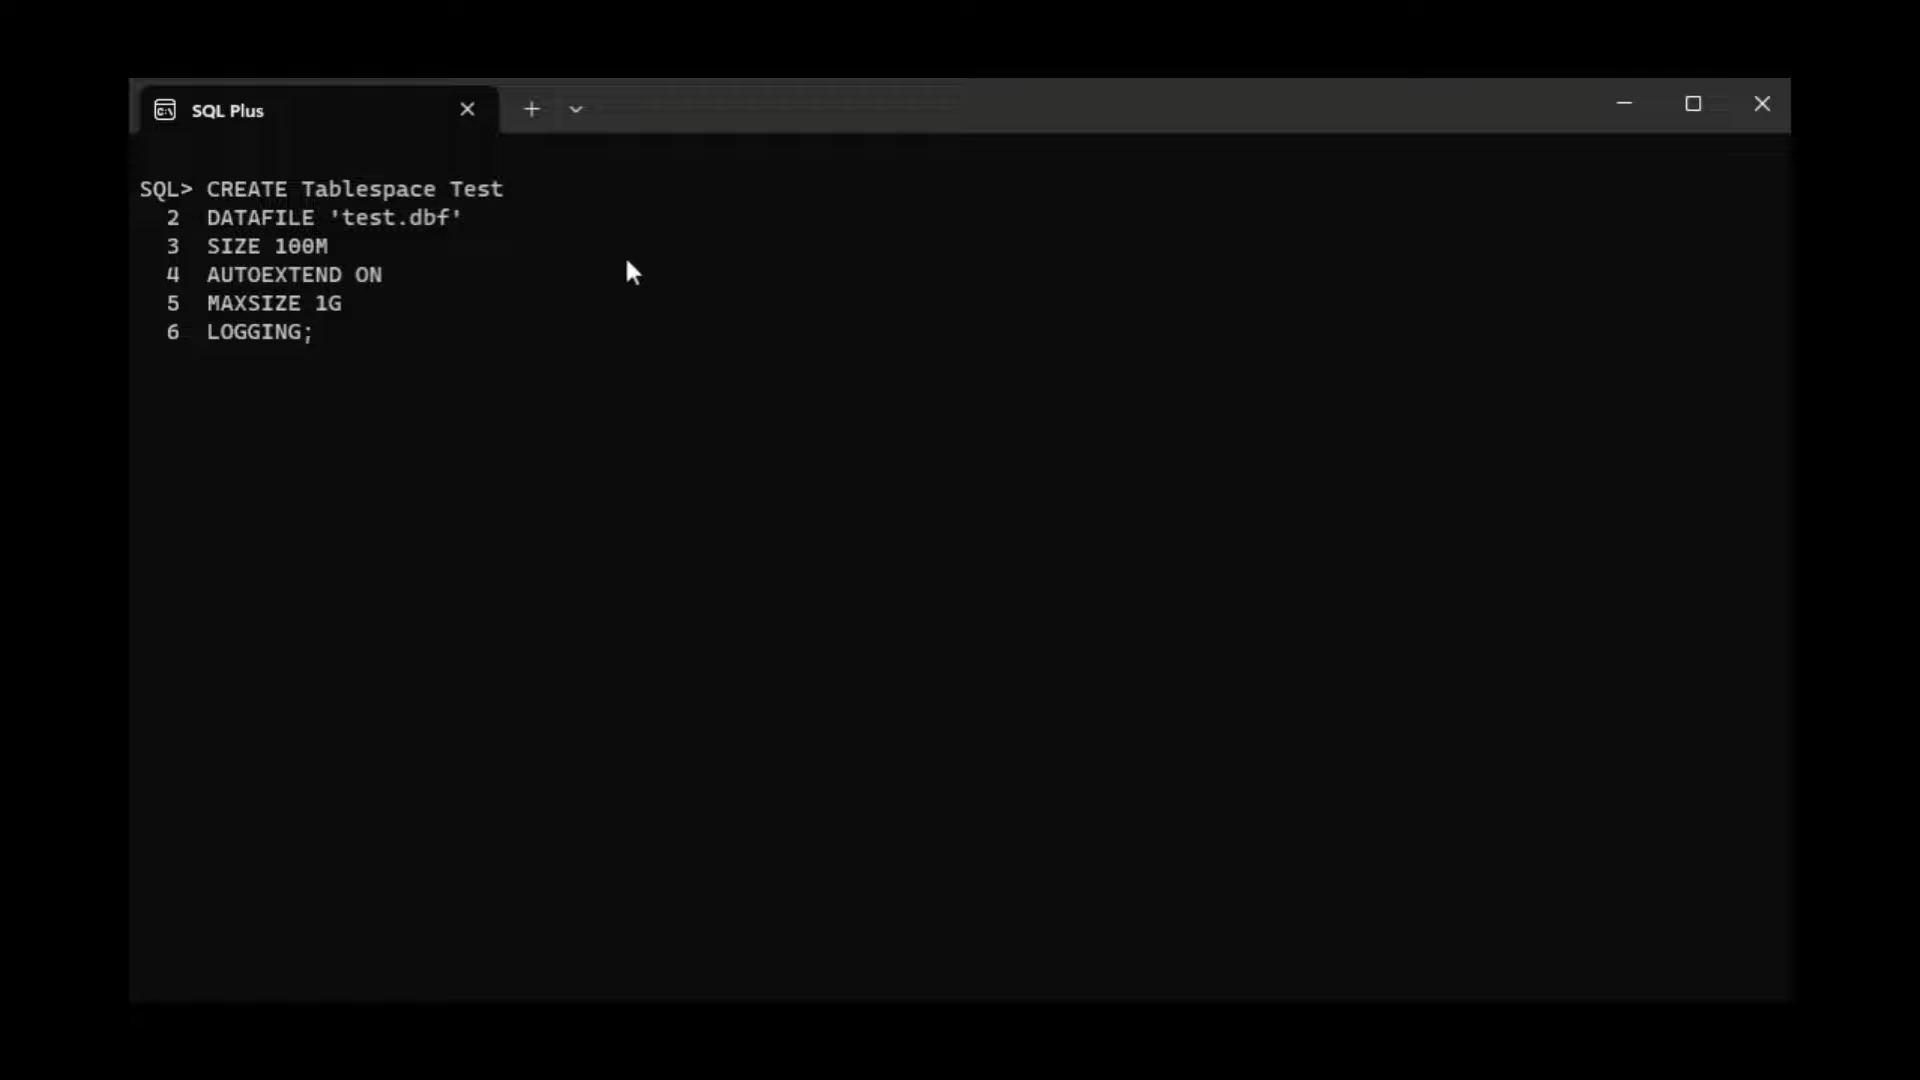 SQL Plus
SQL> CREATE Tablespace Test
2 DATAFILE 'test.dbf'
3 SIZE 100M
4 AUTOEXTEND ON
5 MAXSIZE 1G
6 LOGGING;